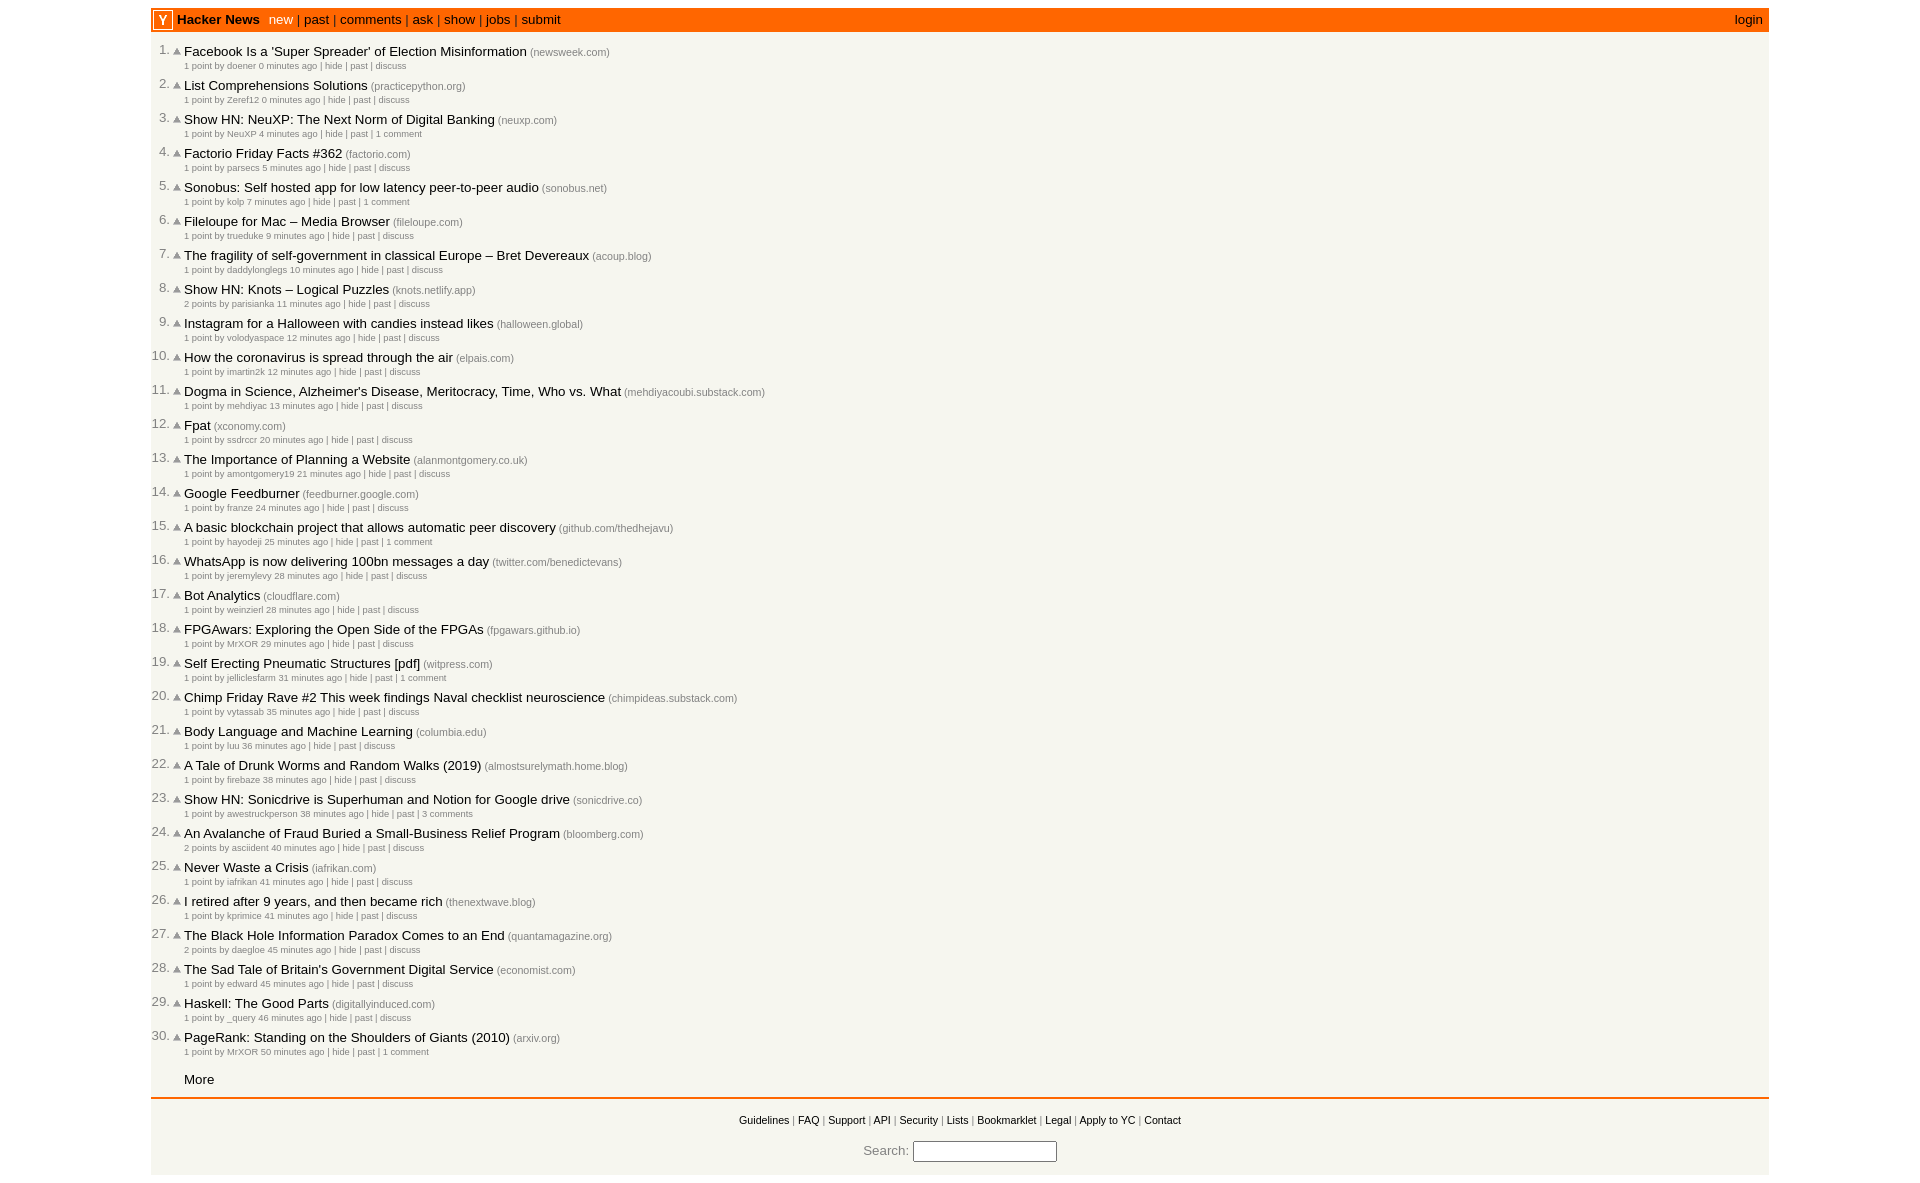 Y Hacker News new | past | comments | ask | show | jobs | submit login
1. Facebook Is a 'Super Spreader' of Election Misinformation (newsweek.com)
1 point by doener 0 minutes ago | hide | past | discuss
2. List Comprehensions Solutions (practicepython.org)
1 point by Zeref12 0 minutes ago | hide | past | discuss
3. Show HN: NeuXP: The Next Norm of Digital Banking (neuxp.com)
1 point by NeuXP 4 minutes ago | hide | past | 1 comment
4. Factorio Friday Facts #362 (factorio.com)
1 point by parsecs 5 minutes ago | hide | past | discuss
5. Sonobus: Self hosted app for low latency peer-to-peer audio (sonobus.net)
1 point by kolp 7 minutes ago | hide | past | 1 comment
6. Fileloupe for Mac – Media Browser (fileloupe.com)
1 point by trueduke 9 minutes ago | hide | past | discuss
7. The fragility of self-government in classical Europe – Bret Devereaux (acoup.blog)
1 point by daddylonglegs 10 minutes ago | hide | past | discuss
8. Show HN: Knots – Logical Puzzles (knots.netlify.app)
2 points by parisianka 11 minutes ago | hide | past | discuss
9. Instagram for a Halloween with candies instead likes (halloween.global)
1 point by volodyaspace 12 minutes ago | hide | past | discuss
10. How the coronavirus is spread through the air (elpais.com)
1 point by imartin2k 12 minutes ago | hide | past | discuss
11. Dogma in Science, Alzheimer's Disease, Meritocracy, Time, Who vs. What (mehdiyacoubi.substack.com)
1 point by mehdiyac 13 minutes ago | hide | past | discuss
12. Fpat (xconomy.com)
1 point by ssdrccr 20 minutes ago | hide | past | discuss
13. The Importance of Planning a Website (alanmontgomery.co.uk)
1 point by amontgomery19 21 minutes ago | hide | past | discuss
14. Google Feedburner (feedburner.google.com)
1 point by franze 24 minutes ago | hide | past | discuss
15. A basic blockchain project that allows automatic peer discovery (github.com/thedhejavu)
1 point by hayodeji 25 minutes ago | hide | past | 1 comment
16. WhatsApp is now delivering 100bn messages a day (twitter.com/benedictevans)
1 point by jeremylevy 28 minutes ago | hide | past | discuss
17. Bot Analytics (cloudflare.com)
1 point by weinzierl 28 minutes ago | hide | past | discuss
18. FPGAwars: Exploring the Open Side of the FPGAs (fpgawars.github.io)
1 point by MrXOR 29 minutes ago | hide | past | discuss
19. Self Erecting Pneumatic Structures [pdf] (witpress.com)
1 point by jelliclesfarm 31 minutes ago | hide | past | 1 comment
20. Chimp Friday Rave #2 This week findings Naval checklist neuroscience (chimpideas.substack.com)
1 point by vytassab 35 minutes ago | hide | past | discuss
21. Body Language and Machine Learning (columbia.edu)
1 point by luu 36 minutes ago | hide | past | discuss
22. A Tale of Drunk Worms and Random Walks (2019) (almostsurelymath.home.blog)
1 point by firebaze 38 minutes ago | hide | past | discuss
23. Show HN: Sonicdrive is Superhuman and Notion for Google drive (sonicdrive.co)
1 point by awestruckperson 38 minutes ago | hide | past | 3 comments
24. An Avalanche of Fraud Buried a Small-Business Relief Program (bloomberg.com)
2 points by asciident 40 minutes ago | hide | past | discuss
25. Never Waste a Crisis (iafrikan.com)
1 point by iafrikan 41 minutes ago | hide | past | discuss
26. I retired after 9 years, and then became rich (thenextwave.blog)
1 point by kprimice 41 minutes ago | hide | past | discuss
27. The Black Hole Information Paradox Comes to an End (quantamagazine.org)
2 points by daegloe 45 minutes ago | hide | past | discuss
28. The Sad Tale of Britain's Government Digital Service (economist.com)
1 point by edward 45 minutes ago | hide | past | discuss
29. Haskell: The Good Parts (digitallyinduced.com)
1 point by _query 46 minutes ago | hide | past | discuss
30. PageRank: Standing on the Shoulders of Giants (2010) (arxiv.org)
1 point by MrXOR 50 minutes ago | hide | past | 1 comment
More
Guidelines | FAQ | Support | API | Security | Lists | Bookmarklet | Legal | Apply to YC | Contact
Search: